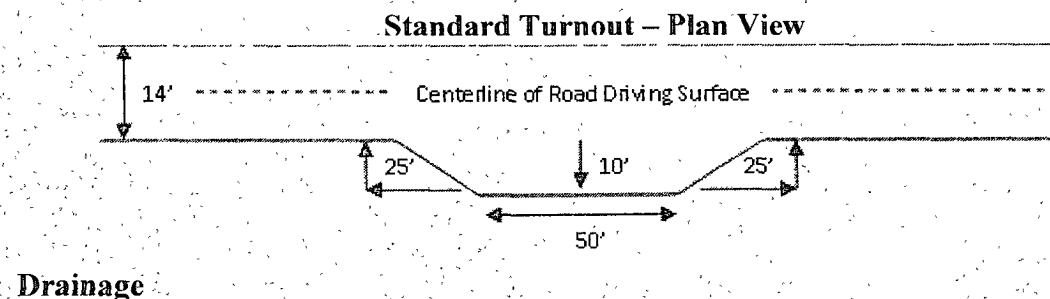 Standard Turnout – Plan View
14' Centerline of Road Driving Surface
25' 10' 25'
50'
Drainage